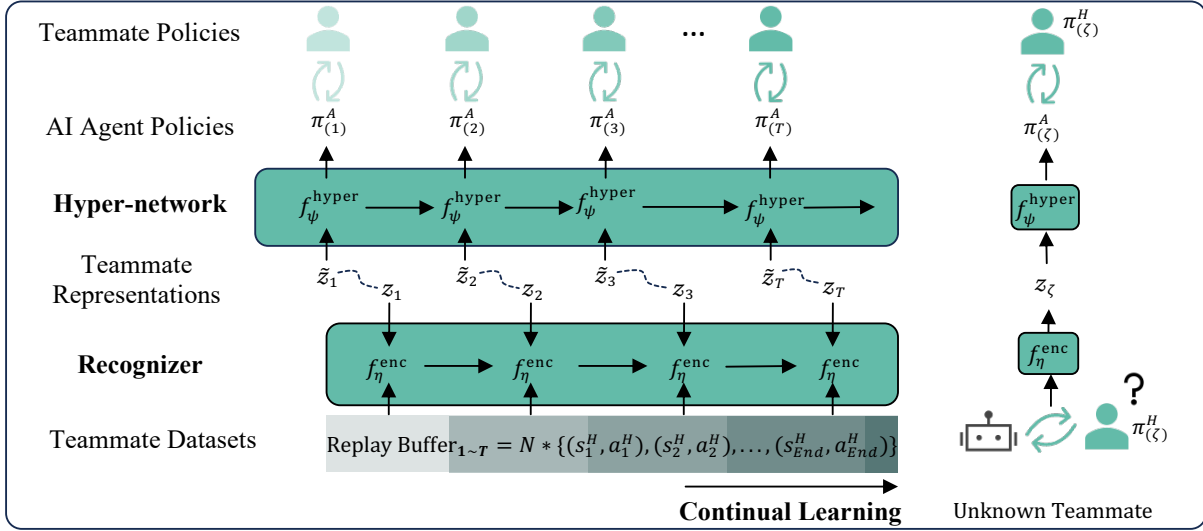 Teammate Policies
...
π^H_(ζ)
AI Agent Policies
π^A_(1) π^A_(2) π^A_(3) π^A_(T) π^A_(ζ)
Hyper-network
f^hyper_ψ f^hyper_ψ f^hyper_ψ f^hyper_ψ f^hyper_ψ
Teammate
Representations
z̃_1 z_1 z̃_2 z_2 z̃_3 z_3 z̃_T z_T z_ζ
Recognizer
f^enc_η f^enc_η f^enc_η f^enc_η f^enc_η
?
π^H_(ζ)
Teammate Datasets
Replay Buffer_1~T = N * {(s^H_1, a^H_1), (s^H_2, a^H_2), . . . , (s^H_End, a^H_End)}
Continual Learning
Unknown Teammate